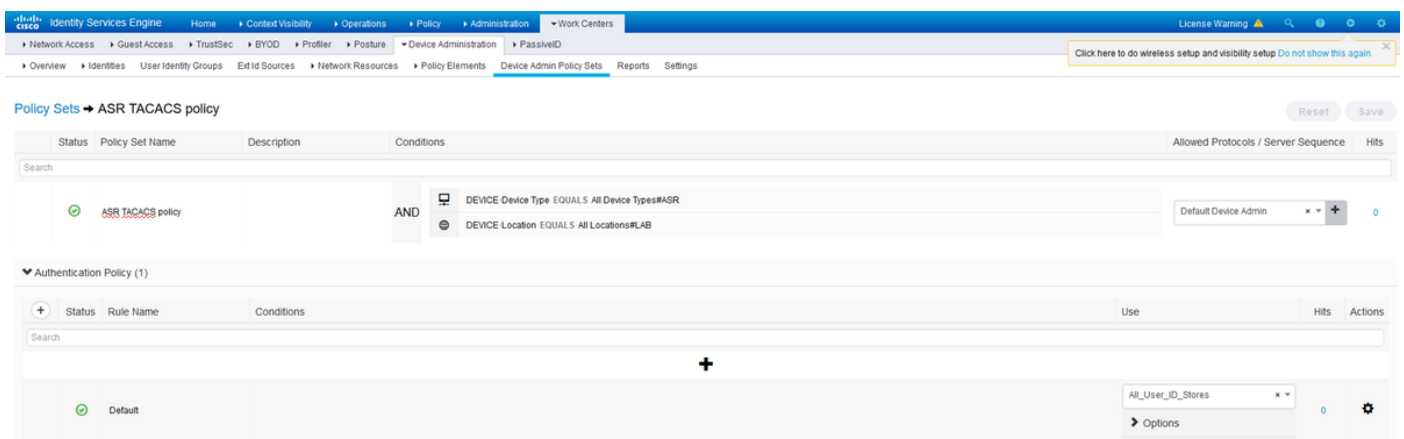 cisco Identity Services Engine Home Context Visibility Operations Policy Administration Work Centers License Warning
Network Access Guest Access TrustSec BYOD Profiler Posture Device Administration PassiveID
Click here to do wireless setup and visibility setup Do not show this again.
Overview Identities User Identity Groups Ext Id Sources Network Resources Policy Elements Device Admin Policy Sets Reports Settings
Policy Sets ➔ ASR TACACS policy
Reset Save
Status Policy Set Name Description Conditions Allowed Protocols / Server Sequence Hits
Search
ASR TACACS policy AND
DEVICE·Device Type EQUALS All Device Types#ASR
DEVICE·Location EQUALS All Locations#LAB
Default Device Admin × + 0
Authentication Policy (1)
+ Status Rule Name Conditions Use Hits Actions
Search
+
Default
All_User_ID_Stores ×
Options
0